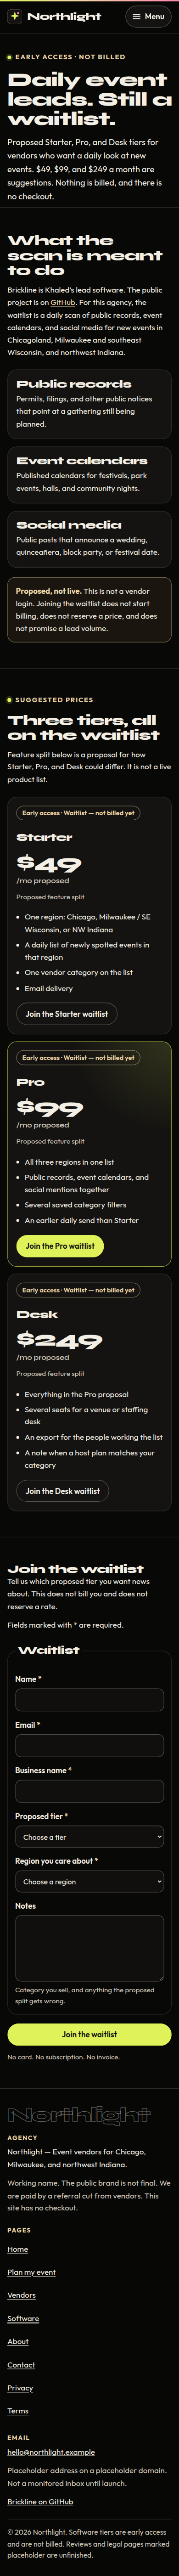 Northlight
Menu
EARLY ACCESS · NOT BILLED
Daily event
leads. Still a
waitlist.
Proposed Starter, Pro, and Desk tiers for
vendors who want a daily look at new
events. $49, $99, and $249 a month are
suggestions. Nothing is billed, and there is
no checkout.
What the
scan is meant
to do
Brickline is Khaled's lead software. The public
project is on GitHub. For this agency, the
waitlist is a daily scan of public records, event
calendars, and social media for new events in
Chicagoland, Milwaukee and southeast
Wisconsin, and northwest Indiana.
Public records
Permits, filings, and other public notices
that point at a gathering still being
planned.
Event calendars
Published calendars for festivals, park
events, halls, and community nights.
Social media
Public posts that announce a wedding,
quinceañera, block party, or festival date.
Proposed, not live. This is not a vendor
login. Joining the waitlist does not start
billing, does not reserve a price, and does
not promise a lead volume.
SUGGESTED PRICES
Three tiers, all
on the waitlist
Feature split below is a proposal for how
Starter, Pro, and Desk could differ. It is not a live
product list.
Early access · Waitlist — not billed yet
Starter
$49
/mo proposed
Proposed feature split
• One region: Chicago, Milwaukee / SE
Wisconsin, or NW Indiana
• A daily list of newly spotted events in
that region
• One vendor category on the list
• Email delivery
Join the Starter waitlist
Early access · Waitlist — not billed yet
Pro
$99
/mo proposed
Proposed feature split
• All three regions in one list
• Public records, event calendars, and
social mentions together
• Several saved category filters
• An earlier daily send than Starter
Join the Pro waitlist
Early access · Waitlist — not billed yet
Desk
$249
/mo proposed
Proposed feature split
• Everything in the Pro proposal
• Several seats for a venue or staffing
desk
• An export for the people working the list
• A note when a host plan matches your
category
Join the Desk waitlist
Join the waitlist
Tell us which proposed tier you want news
about. This does not bill you and does not
reserve a rate.
Fields marked with * are required.
Waitlist
Name *
Email *
Business name *
Proposed tier *
Choose a tier
Region you care about *
Choose a region
Notes
Category you sell, and anything the proposed
split gets wrong.
Join the waitlist
No card. No subscription. No invoice.
Northlight
AGENCY
Northlight — Event vendors for Chicago,
Milwaukee, and northwest Indiana.
Working name. The public brand is not final. We
are paid by a referral cut from vendors. This
site has no checkout.
PAGES
Home
Plan my event
Vendors
Software
About
Contact
Privacy
Terms
EMAIL
hello@northlight.example
Placeholder address on a placeholder domain.
Not a monitored inbox until launch.
Brickline on GitHub
© 2026 Northlight. Software tiers are early access
and are not billed. Reviews and legal pages marked
placeholder are unfinished.